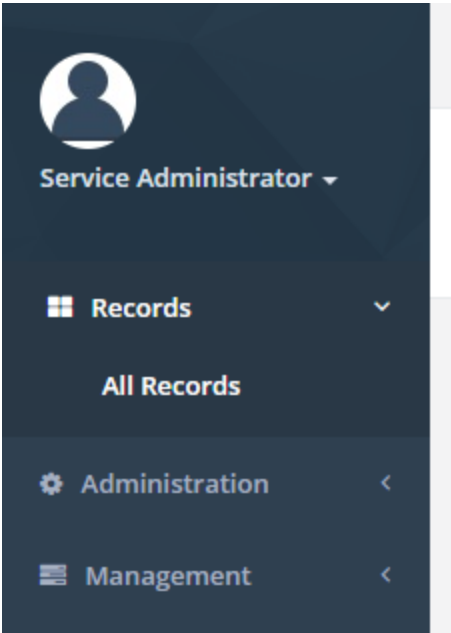 Service Administrator
Records
All Records
Administration
Management